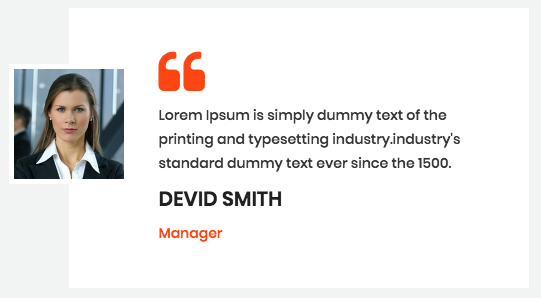 Lorem Ipsum is simply dummy text of the
printing and typesetting industry.industry's
standard dummy text ever since the 1500.
DEVID SMITH
Manager